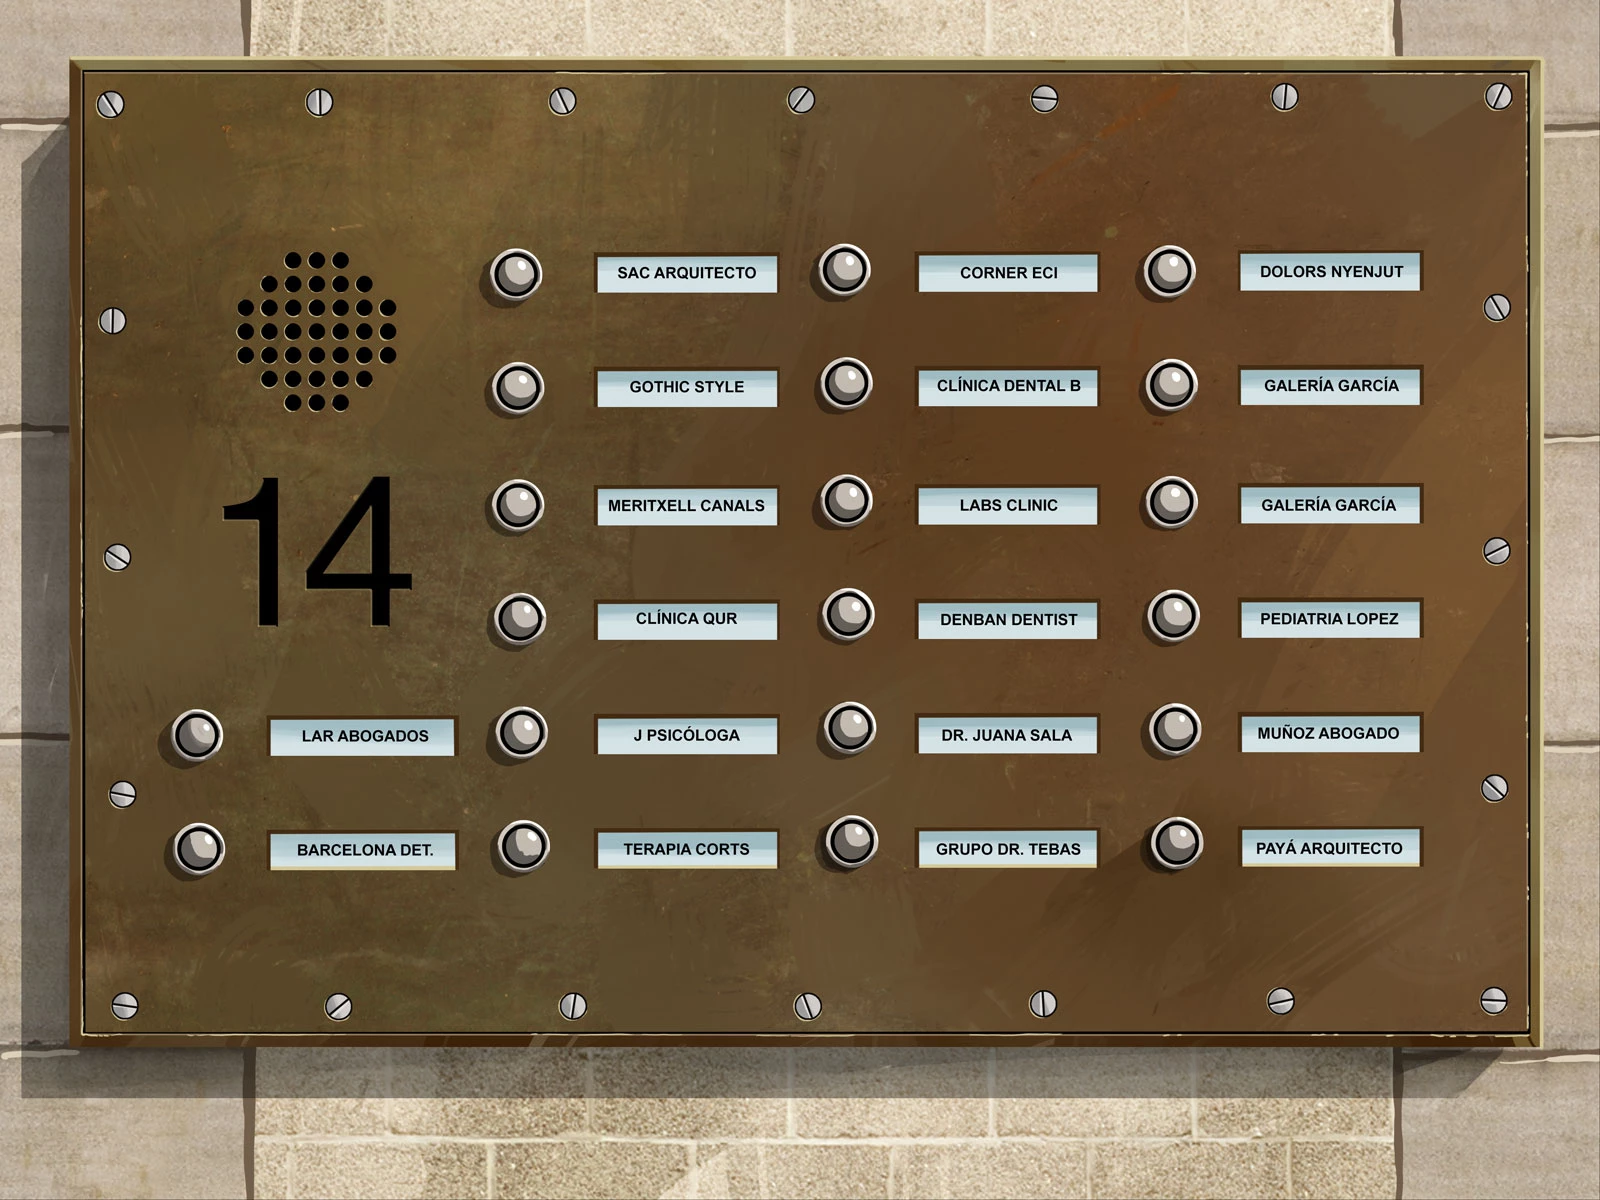 SAC ARQUITECTO
CORNER ECI
DOLORS NYENJUT
GOTHIC STYLE
CLÍNICA DENTAL B
GALERÍA GARCÍA
MERITXELL CANALS
LABS CLINIC
GALERÍA GARCÍA
14
CLÍNICA QUR
DENBAN DENTIST
PEDIATRIA LOPEZ
LAR ABOGADOS
J PSICÓLOGA
DR. JUANA SALA
MUÑOZ ABOGADO
BARCELONA DET.
TERAPIA CORTS
GRUPO DR. TEBAS
PAYÁ ARQUITECTO